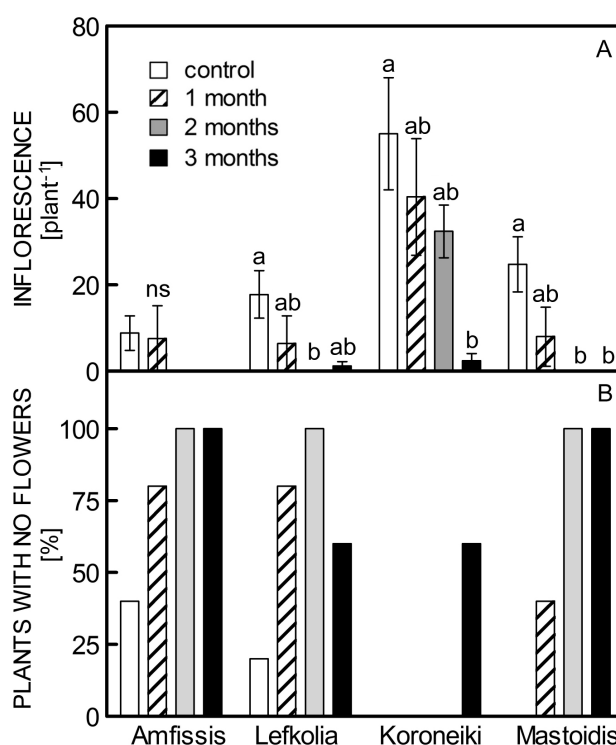 80
60
40
20
0
INFLORESCENCE
[plant⁻¹]
A
control
1 month
2 months
3 months
ns
a
ab
b
ab
a
ab
ab
b
a
ab
b
b
B
100
75
50
25
0
PLANTS WITH NO FLOWERS
[%]
Amfissis
Lefkolia
Koroneiki
Mastoidis